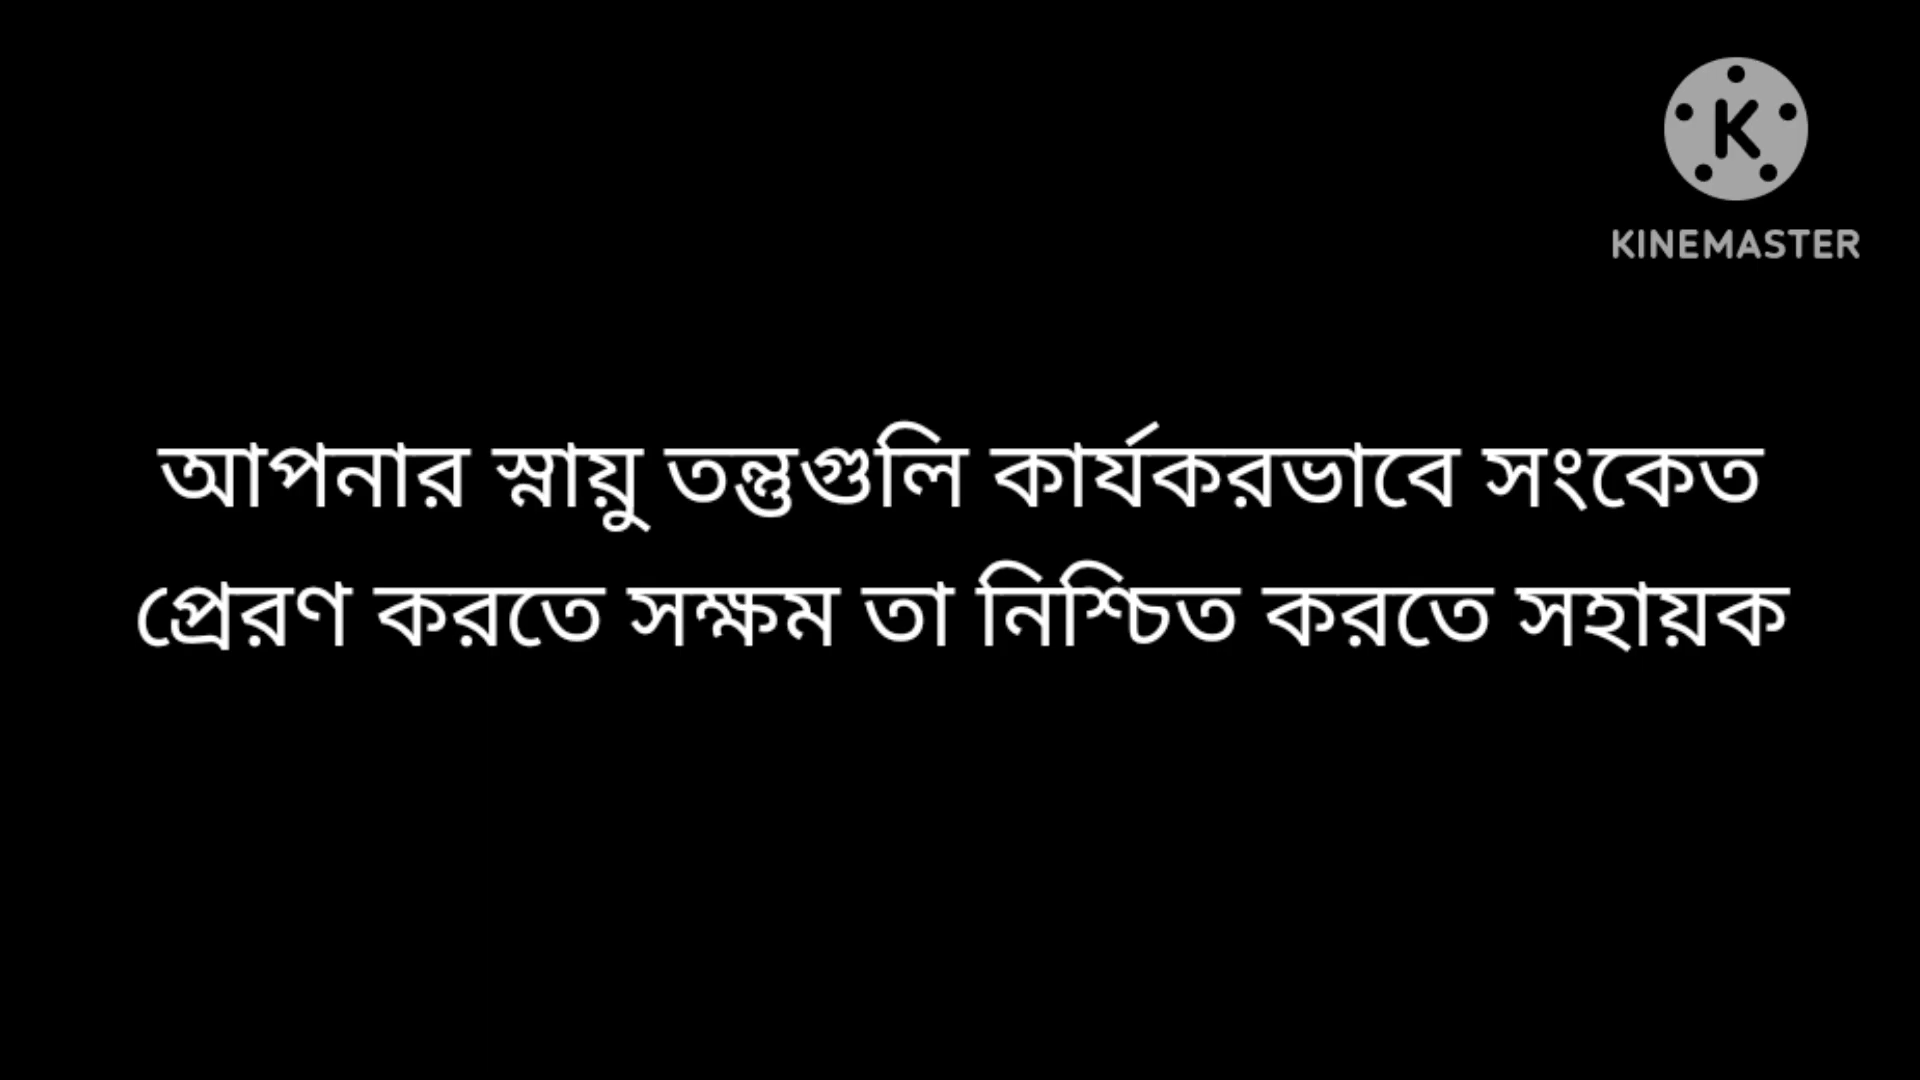 KINEMASTER
আপনার স্নায়ু তন্তুগুলি কার্যকরভাবে সংকেত
প্রেরণ করতে সক্ষম তা নিশ্চিত করতে সহায়ক